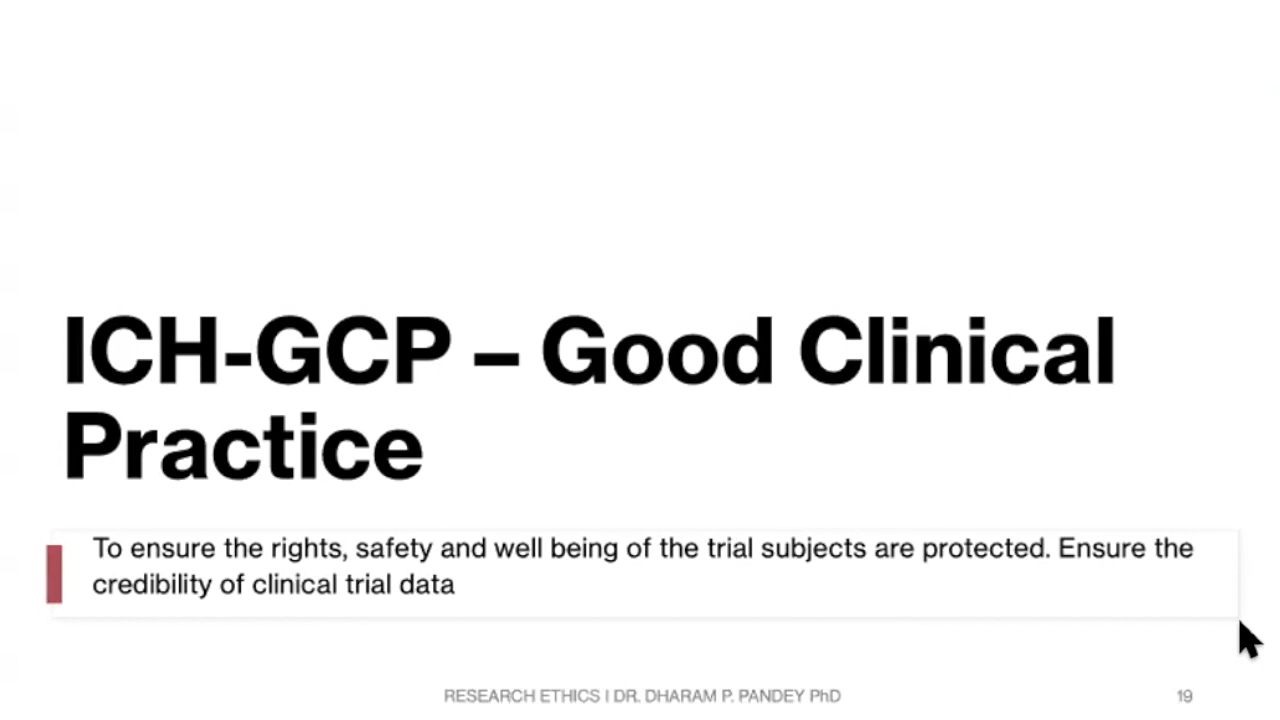 ICH-GCP – Good Clinical
Practice
To ensure the rights, safety and well being of the trial subjects are protected. Ensure the
credibility of clinical trial data
RESEARCH ETHICS I DR. DHARAM P. PANDEY PhD
19